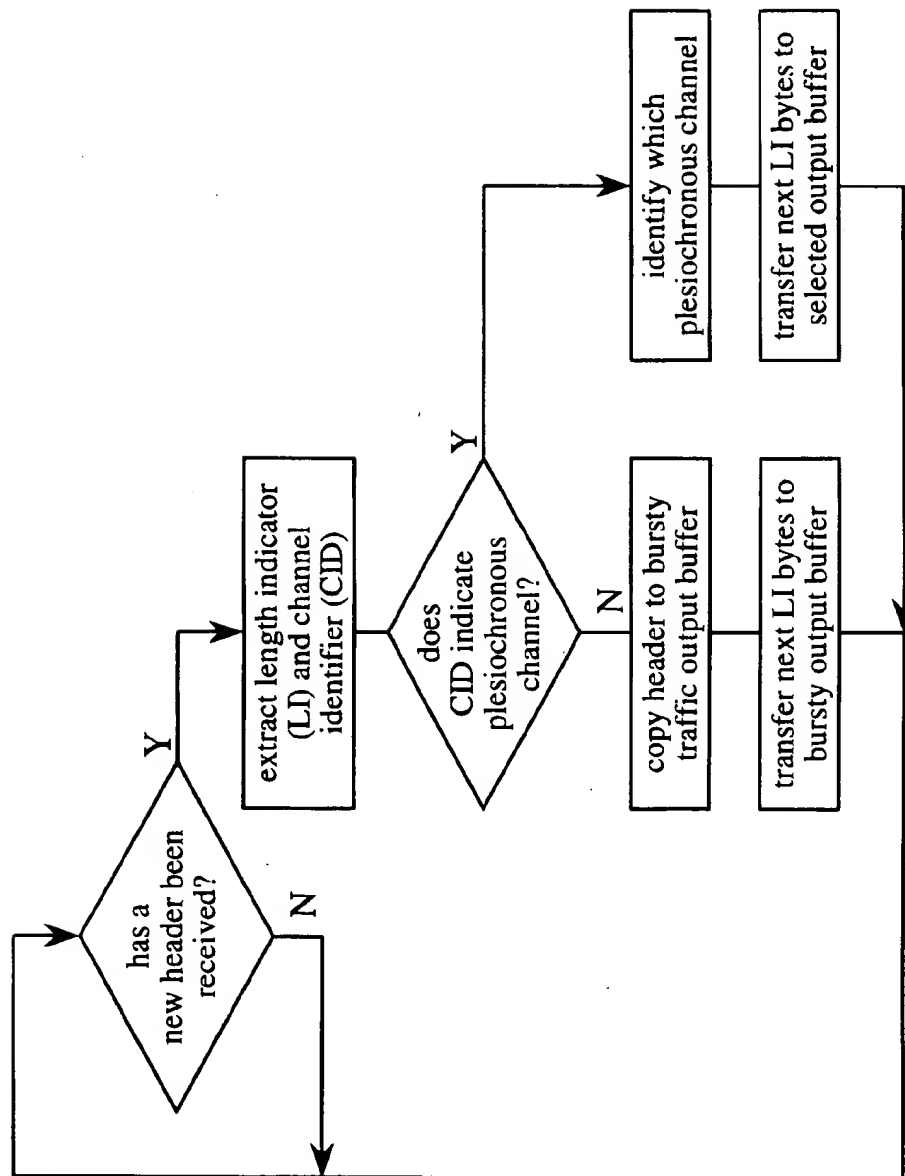 has a
new header been
received?
Y
N
extract length indicator
(LI) and channel
identifier (CID)
does
CID indicate
plesiochronous
channel?
Y
N
copy header to bursty
traffic output buffer
transfer next LI bytes to
bursty output buffer
identify which
plesiochronous channel
transfer next LI bytes to
selected output buffer